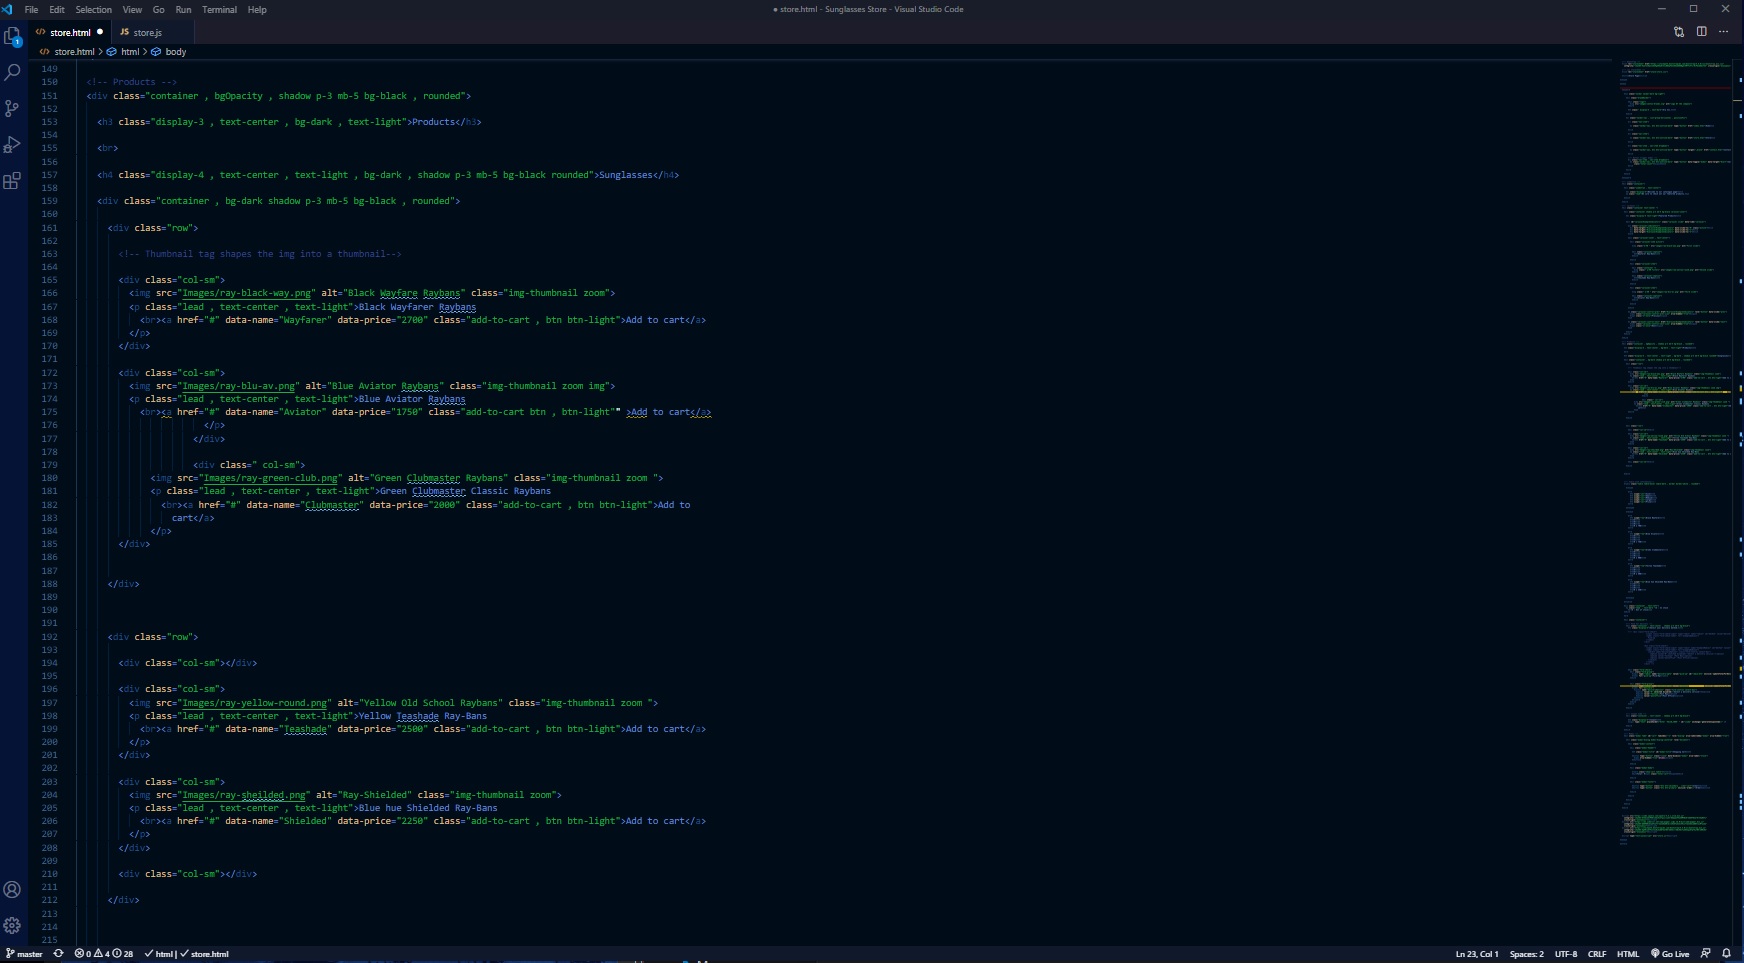 File Edit Selection View Go Run Terminal Help
● store.html - Sunglasses Store - Visual Studio Code
1
store.html ●
JS store.js
store.html > html > body
149
150 <!-- Products -->
151 <div class="container , bgOpacity , shadow p-3 mb-5 bg-black , rounded">
152
153 <h3 class="display-3 , text-center , bg-dark , text-light">Products</h3>
154
155 <br>
156
157 <h4 class="display-4 , text-center , text-light , bg-dark , shadow p-3 mb-5 bg-black rounded">Sunglasses</h4>
158
159 <div class="container , bg-dark shadow p-3 mb-5 bg-black , rounded">
160
161 <div class="row">
162
163 <!-- Thumbnail tag shapes the img into a thumbnail-->
164
165 <div class="col-sm">
166 <img src="Images/ray-black-way.png" alt="Black Wayfare Raybans" class="img-thumbnail zoom">
167 <p class="lead , text-center , text-light">Black Wayfarer Raybans
168 <br><a href="#" data-name="Wayfarer" data-price="2700" class="add-to-cart , btn btn-light">Add to cart</a>
169 </p>
170 </div>
171
172 <div class="col-sm">
173 <img src="Images/ray-blu-av.png" alt="Blue Aviator Raybans" class="img-thumbnail zoom img">
174 <p class="lead , text-center , text-light">Blue Aviator Raybans
175 <br><a href="#" data-name="Aviator" data-price="1750" class="add-to-cart btn , btn-light"" >Add to cart</a>
176 </p>
177 </div>
178
179 <div class=" col-sm">
180 <img src="Images/ray-green-club.png" alt="Green Clubmaster Raybans" class="img-thumbnail zoom ">
181 <p class="lead , text-center , text-light">Green Clubmaster Classic Raybans
182 <br><a href="#" data-name="Clubmaster" data-price="2000" class="add-to-cart , btn btn-light">Add to
183 cart</a>
184 </p>
185 </div>
186
187
188 </div>
189
190
191
192 <div class="row">
193
194 <div class="col-sm"></div>
195
196 <div class="col-sm">
197 <img src="Images/ray-yellow-round.png" alt="Yellow Old School Raybans" class="img-thumbnail zoom ">
198 <p class="lead , text-center , text-light">Yellow Teashade Ray-Bans
199 <br><a href="#" data-name="Teashade" data-price="2500" class="add-to-cart , btn btn-light">Add to cart</a>
200 </p>
201 </div>
202
203 <div class="col-sm">
204 <img src="Images/ray-sheilded.png" alt="Ray-Shielded" class="img-thumbnail zoom">
205 <p class="lead , text-center , text-light">Blue hue Shielded Ray-Bans
206 <br><a href="#" data-name="Shielded" data-price="2250" class="add-to-cart , btn btn-light">Add to cart</a>
207 </p>
208 </div>
209
210 <div class="col-sm"></div>
211
212 </div>
213
214
215
master 0 4 28 ✓ html | ✓ store.html
Ln 23, Col 1 Spaces: 2 UTF-8 CRLF HTML Go Live